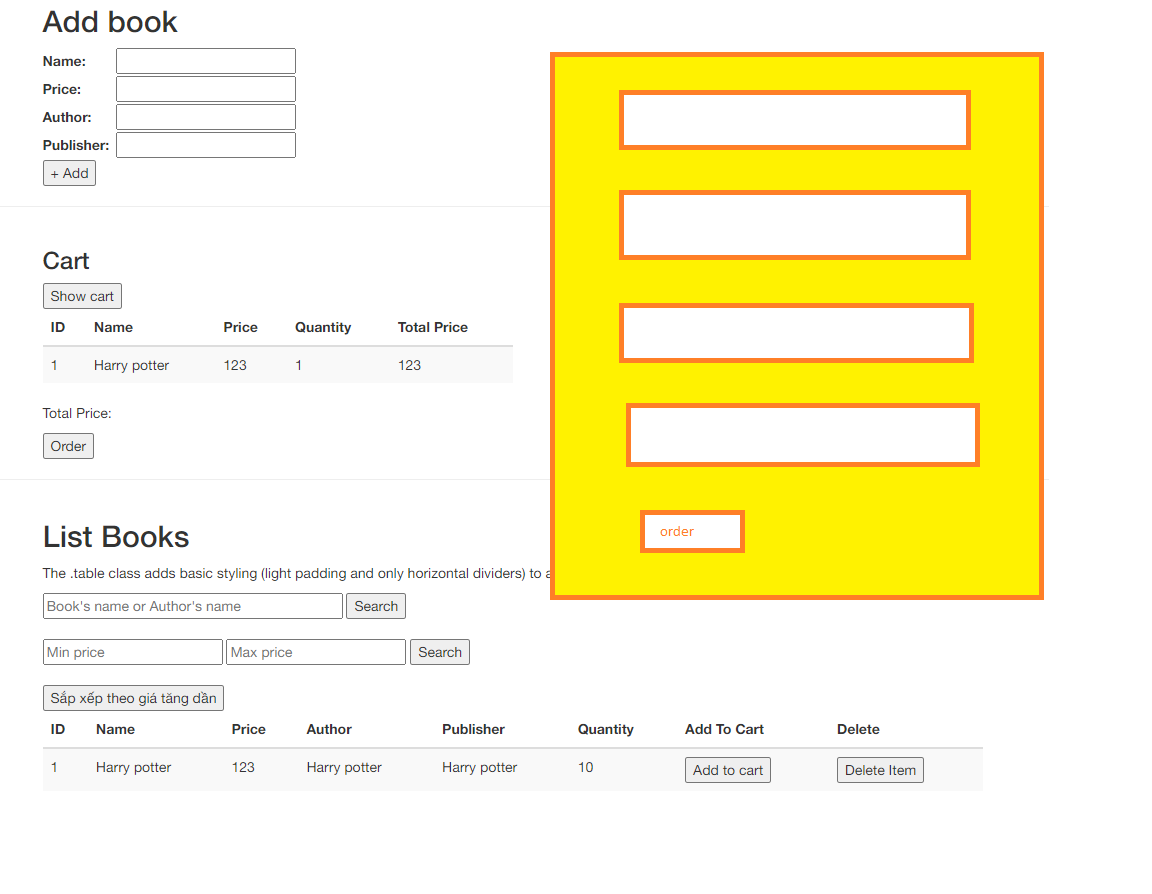 Add book
Name:
Price:
Author:
Publisher:
+ Add
Cart
Show cart
ID Name Price Quantity Total Price
1 Harry potter 123 1 123
Total Price:
Order
order
List Books
The .table class adds basic styling (light padding and only horizontal dividers) to a
Book's name or Author's name Search
Min price Max price Search
Sắp xếp theo giá tăng dần
ID Name Price Author Publisher Quantity Add To Cart Delete
1 Harry potter 123 Harry potter Harry potter 10 Add to cart Delete Item